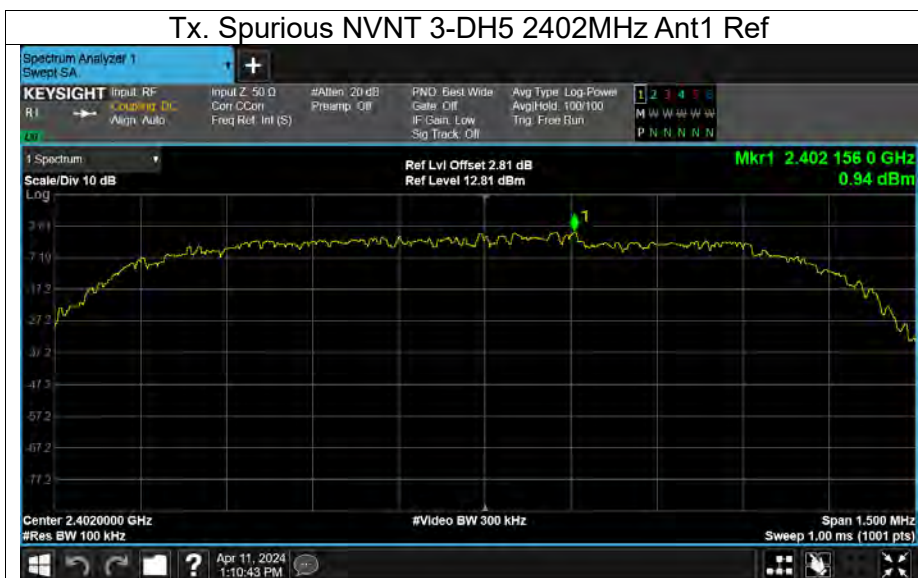 Tx. Spurious NVNT 3-DH5 2402MHz Ant1 Ref
Spectrum Analyzer 1
Swept SA
+
KEYSIGHT Input: RF
Input Z: 50 Ω
#Atten: 20 dB
PNO: Best Wide
Avg Type: Log-Power
1 2 3 4 5 6
Coupling: DC
Corr CCorr
Preamp: Off
Gate: Off
Avg|Hold: 100/100
M W W W W W
Align: Auto
Freq Ref: Int (S)
IF Gain: Low
Trig: Free Run
Sig Track: Off
P N N N N N
1 Spectrum
Ref Lvl Offset 2.81 dB
Mkr1 2.402 156 0 GHz
Scale/Div 10 dB
Ref Level 12.81 dBm
0.94 dBm
Log
1
2.81
-7.19
-17.2
-27.2
-37.2
-47.2
-57.2
-67.2
-77.2
Center 2.4020000 GHz
#Video BW 300 kHz
Span 1.500 MHz
#Res BW 100 kHz
Sweep 1.00 ms (1001 pts)
?
Apr 11, 2024
1:10:43 PM